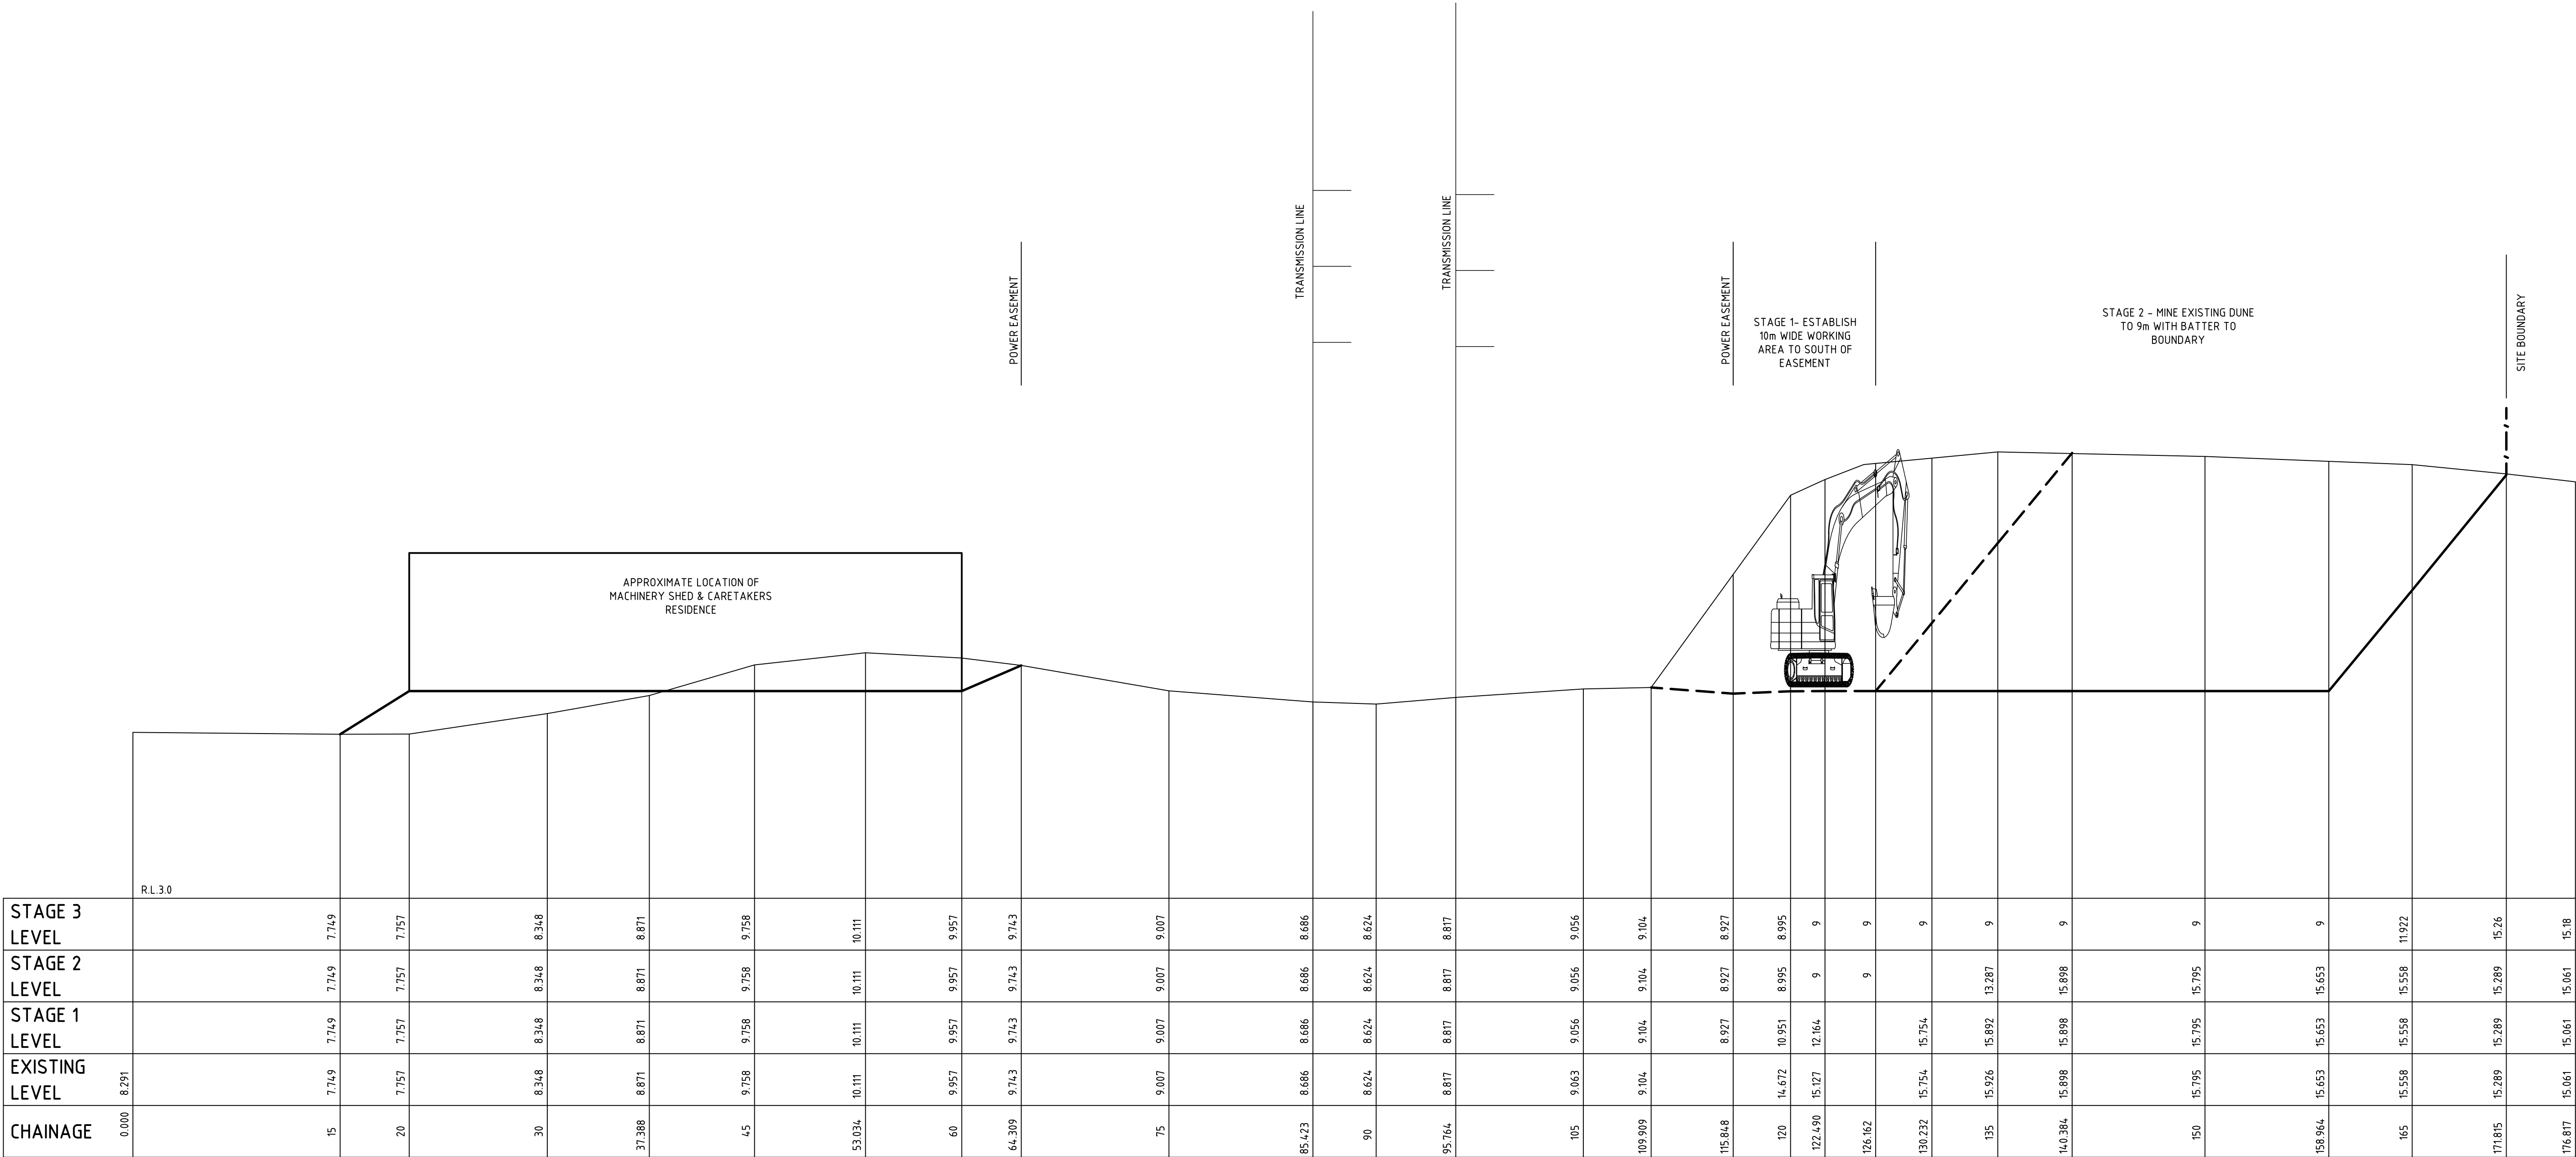 TRANSMISSION LINE
TRANSMISSION LINE
POWER EASEMENT
POWER EASEMENT
STAGE 1- ESTABLISH
10m WIDE WORKING
AREA TO SOUTH OF
EASEMENT
STAGE 2 - MINE EXISTING DUNE
TO 9m WITH BATTER TO
BOUNDARY
SITE BOUNDARY
APPROXIMATE LOCATION OF
MACHINERY SHED & CARETAKERS
RESIDENCE
R.L.3.0
STAGE 3
LEVEL
7.749 7.757 8.348 8.871 9.758 10.111 9.957 9.743 9.007 8.686 8.624 8.817 9.056 9.104 8.927 8.995 9 9 9 9 9 9 9 11.922 15.26 15.18
STAGE 2
LEVEL
7.749 7.757 8.348 8.871 9.758 10.111 9.957 9.743 9.007 8.686 8.624 8.817 9.056 9.104 8.927 8.995 9 9 13.287 15.898 15.795 15.653 15.558 15.289 15.061
STAGE 1
LEVEL
7.749 7.757 8.348 8.871 9.758 10.111 9.957 9.743 9.007 8.686 8.624 8.817 9.056 9.104 8.927 10.951 12.164 15.754 15.892 15.898 15.795 15.653 15.558 15.289 15.061
EXISTING
LEVEL
8.291 7.749 7.757 8.348 8.871 9.758 10.111 9.957 9.743 9.007 8.686 8.624 8.817 9.063 9.104 14.672 15.127 15.754 15.926 15.898 15.795 15.653 15.558 15.289 15.061
CHAINAGE
0.000 15 20 30 37.388 45 53.034 60 64.309 75 85.423 90 95.764 105 109.909 115.848 120 122.490 126.162 130.232 135 140.384 150 158.964 165 171.815 176.817